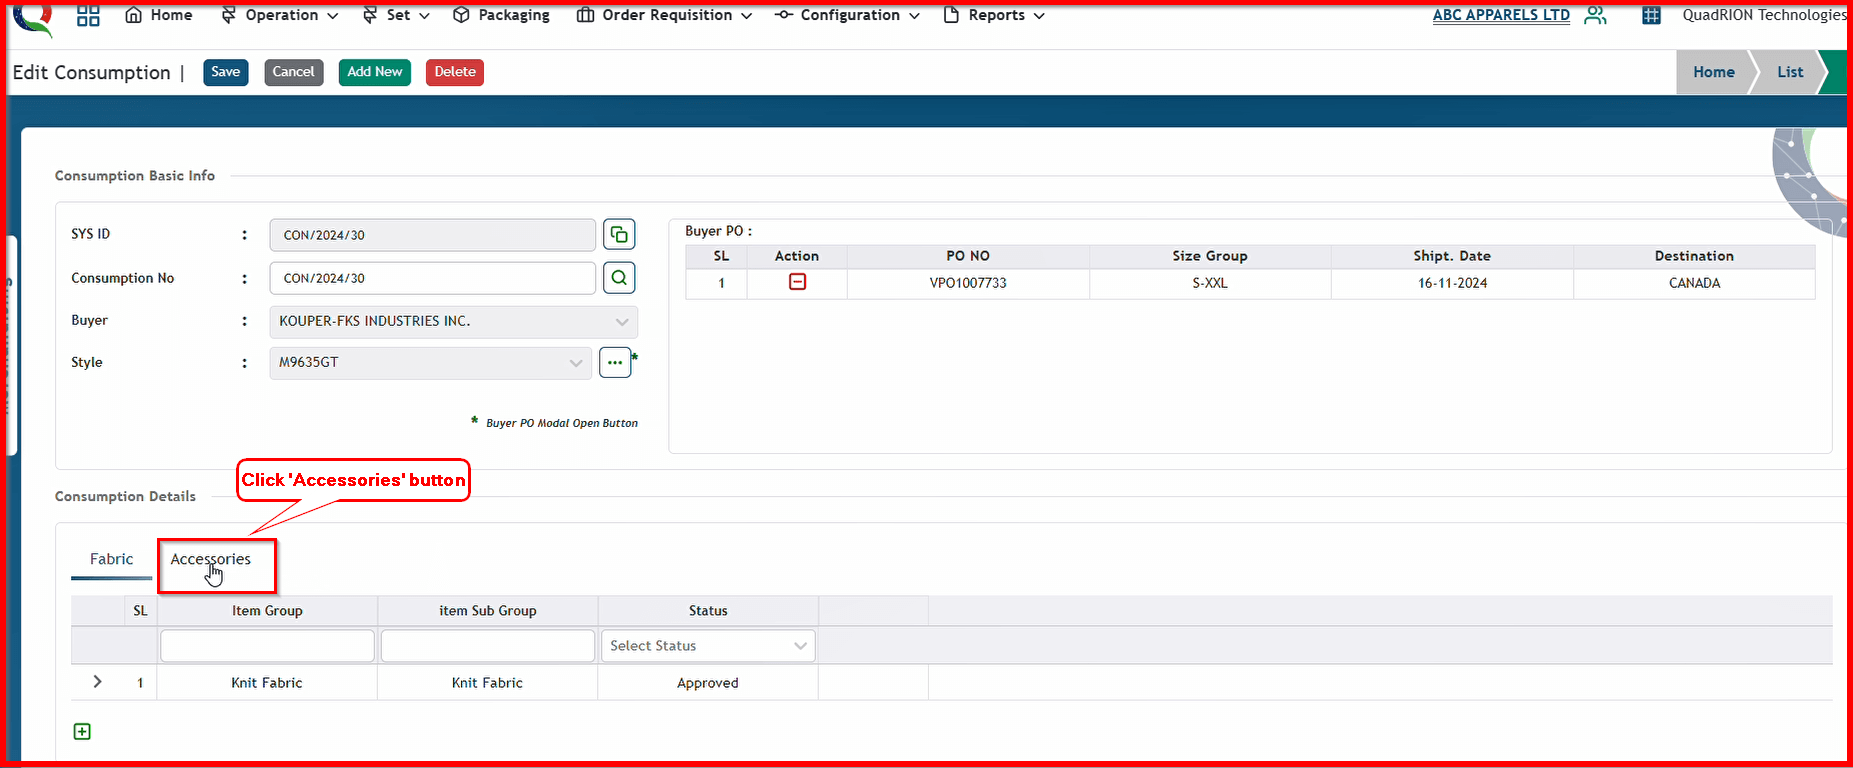 Home Operation Set Packaging Order Requisition Configuration Reports ABC APPARELS LTD QuadRION Technologies
Edit Consumption | Save Cancel Add New Delete Home List
Consumption Basic Info
SYS ID : CON/2024/30
Consumption No : CON/2024/30
Buyer : KOUPER-FKS INDUSTRIES INC.
Style : M9635GT ... *
* Buyer PO Modal Open Button
Buyer PO :
SL Action PO NO Size Group Shipt. Date Destination
1 VPO1007733 S-XXL 16-11-2024 CANADA
Click 'Accessories' button
Consumption Details
Fabric Accessories
SL Item Group item Sub Group Status
Select Status
1 Knit Fabric Knit Fabric Approved